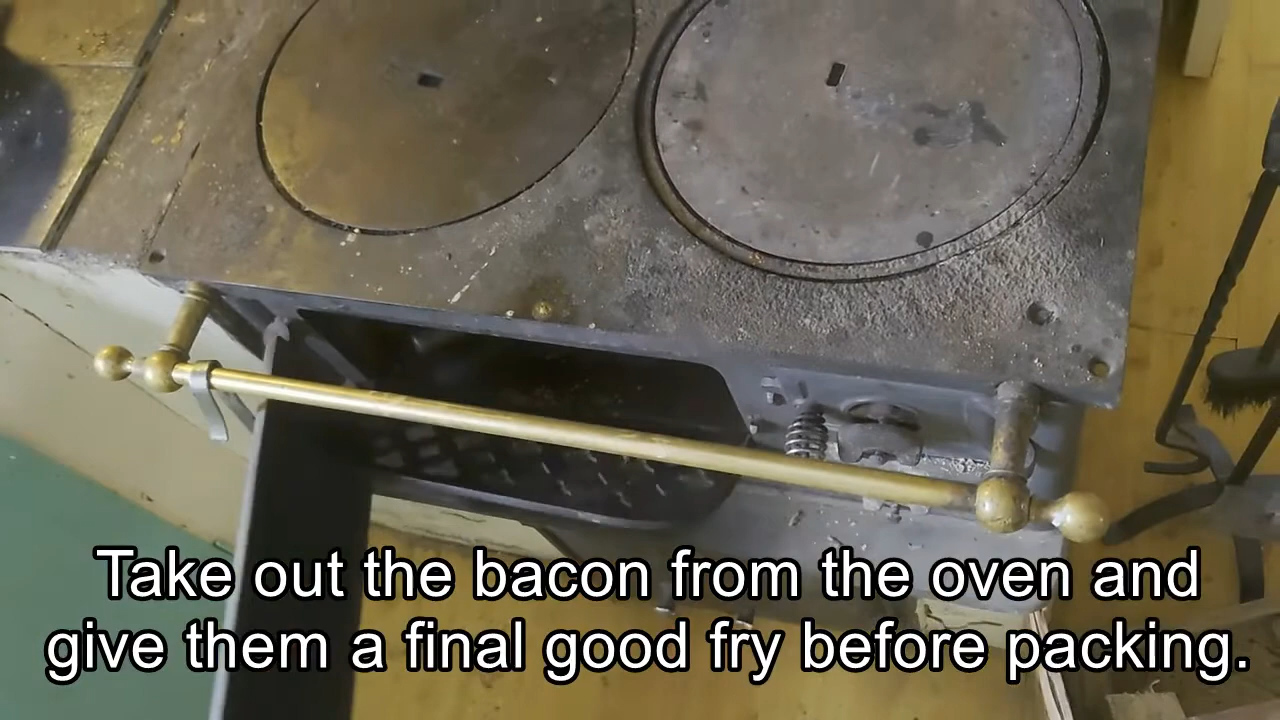 Take out the bacon from the oven and
give them a final good fry before packing.